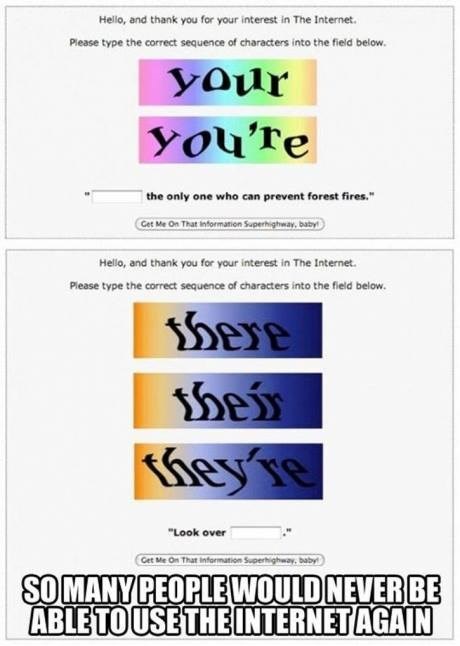 Hello, and thank you for your interest in The Internet.
Please type the correct sequence of characters into the field below.
your
you're
" the only one who can prevent forest fires."
Get Me On That Information Superhighway, baby!
Hello, and thank you for your interest in The Internet.
Please type the correct sequence of characters into the field below.
there
their
they're
"Look over ."
Get Me On That Information Superhighway, baby!
SO MANY PEOPLE WOULD NEVER BE
ABLE TO USE THE INTERNET AGAIN